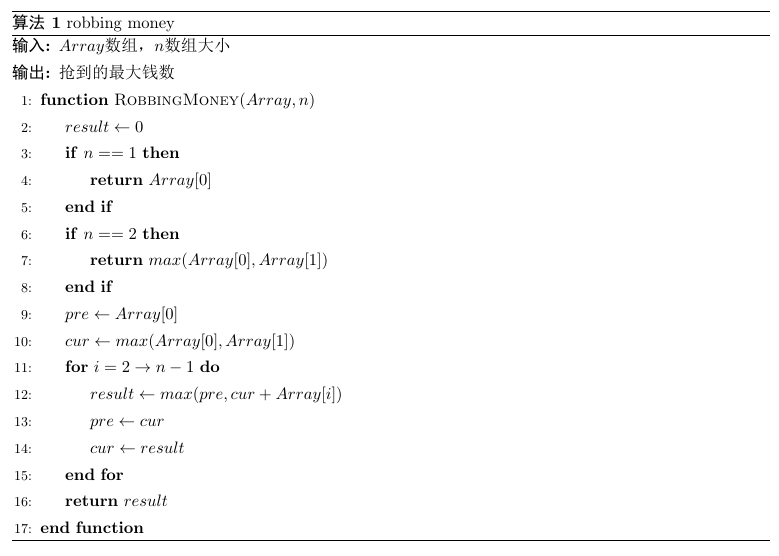 算法 1 robbing money
输入: Array数组，n数组大小
输出: 抢到的最大钱数
1: function ROBBINGMONEY(Array, n)
2: result ← 0
3: if n == 1 then
4: return Array[0]
5: end if
6: if n == 2 then
7: return max(Array[0], Array[1])
8: end if
9: pre ← Array[0]
10: cur ← max(Array[0], Array[1])
11: for i = 2 → n − 1 do
12: result ← max(pre, cur + Array[i])
13: pre ← cur
14: cur ← result
15: end for
16: return result
17: end function